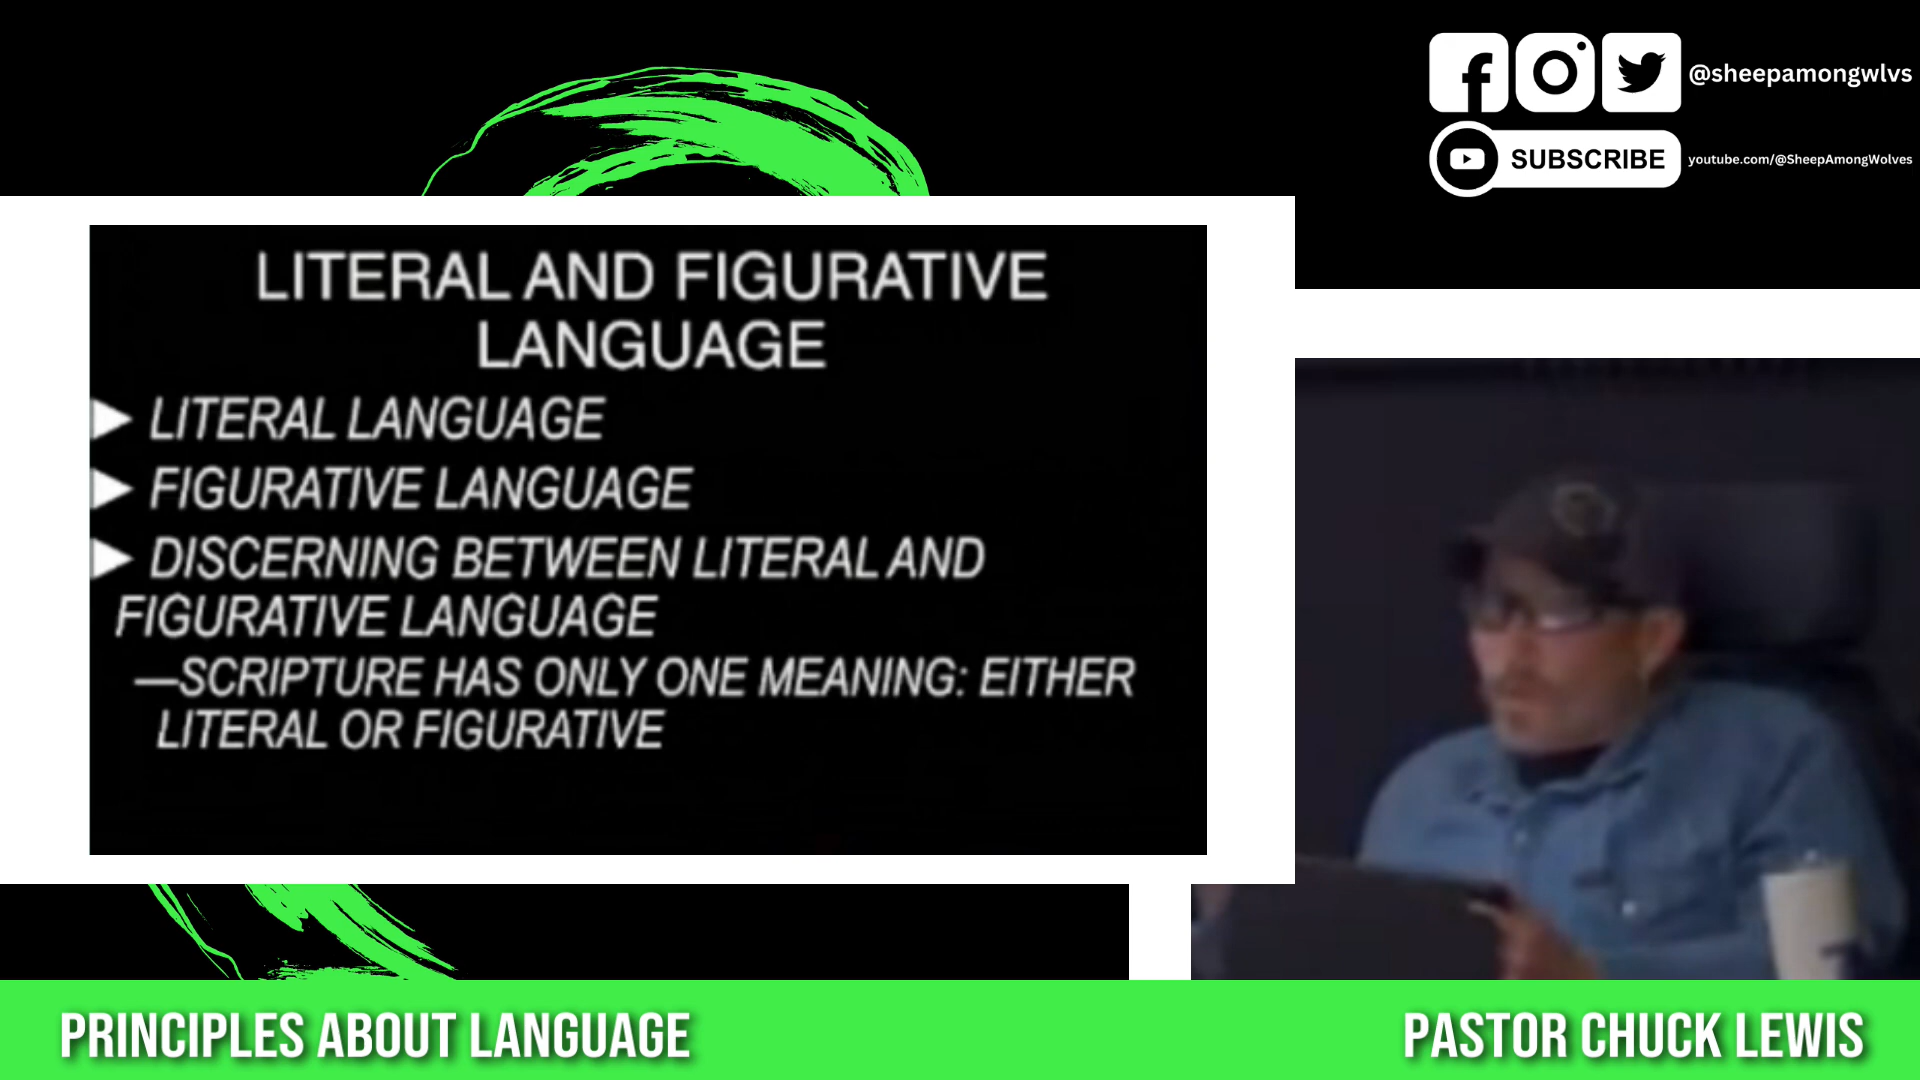 @sheepamongwlvs
SUBSCRIBE
youtube.com/@SheepAmongWolves
LITERAL AND FIGURATIVE
LANGUAGE
LITERAL LANGUAGE
FIGURATIVE LANGUAGE
DISCERNING BETWEEN LITERAL AND
FIGURATIVE LANGUAGE
—SCRIPTURE HAS ONLY ONE MEANING: EITHER
LITERAL OR FIGURATIVE
PRINCIPLES ABOUT LANGUAGE
PASTOR CHUCK LEWIS